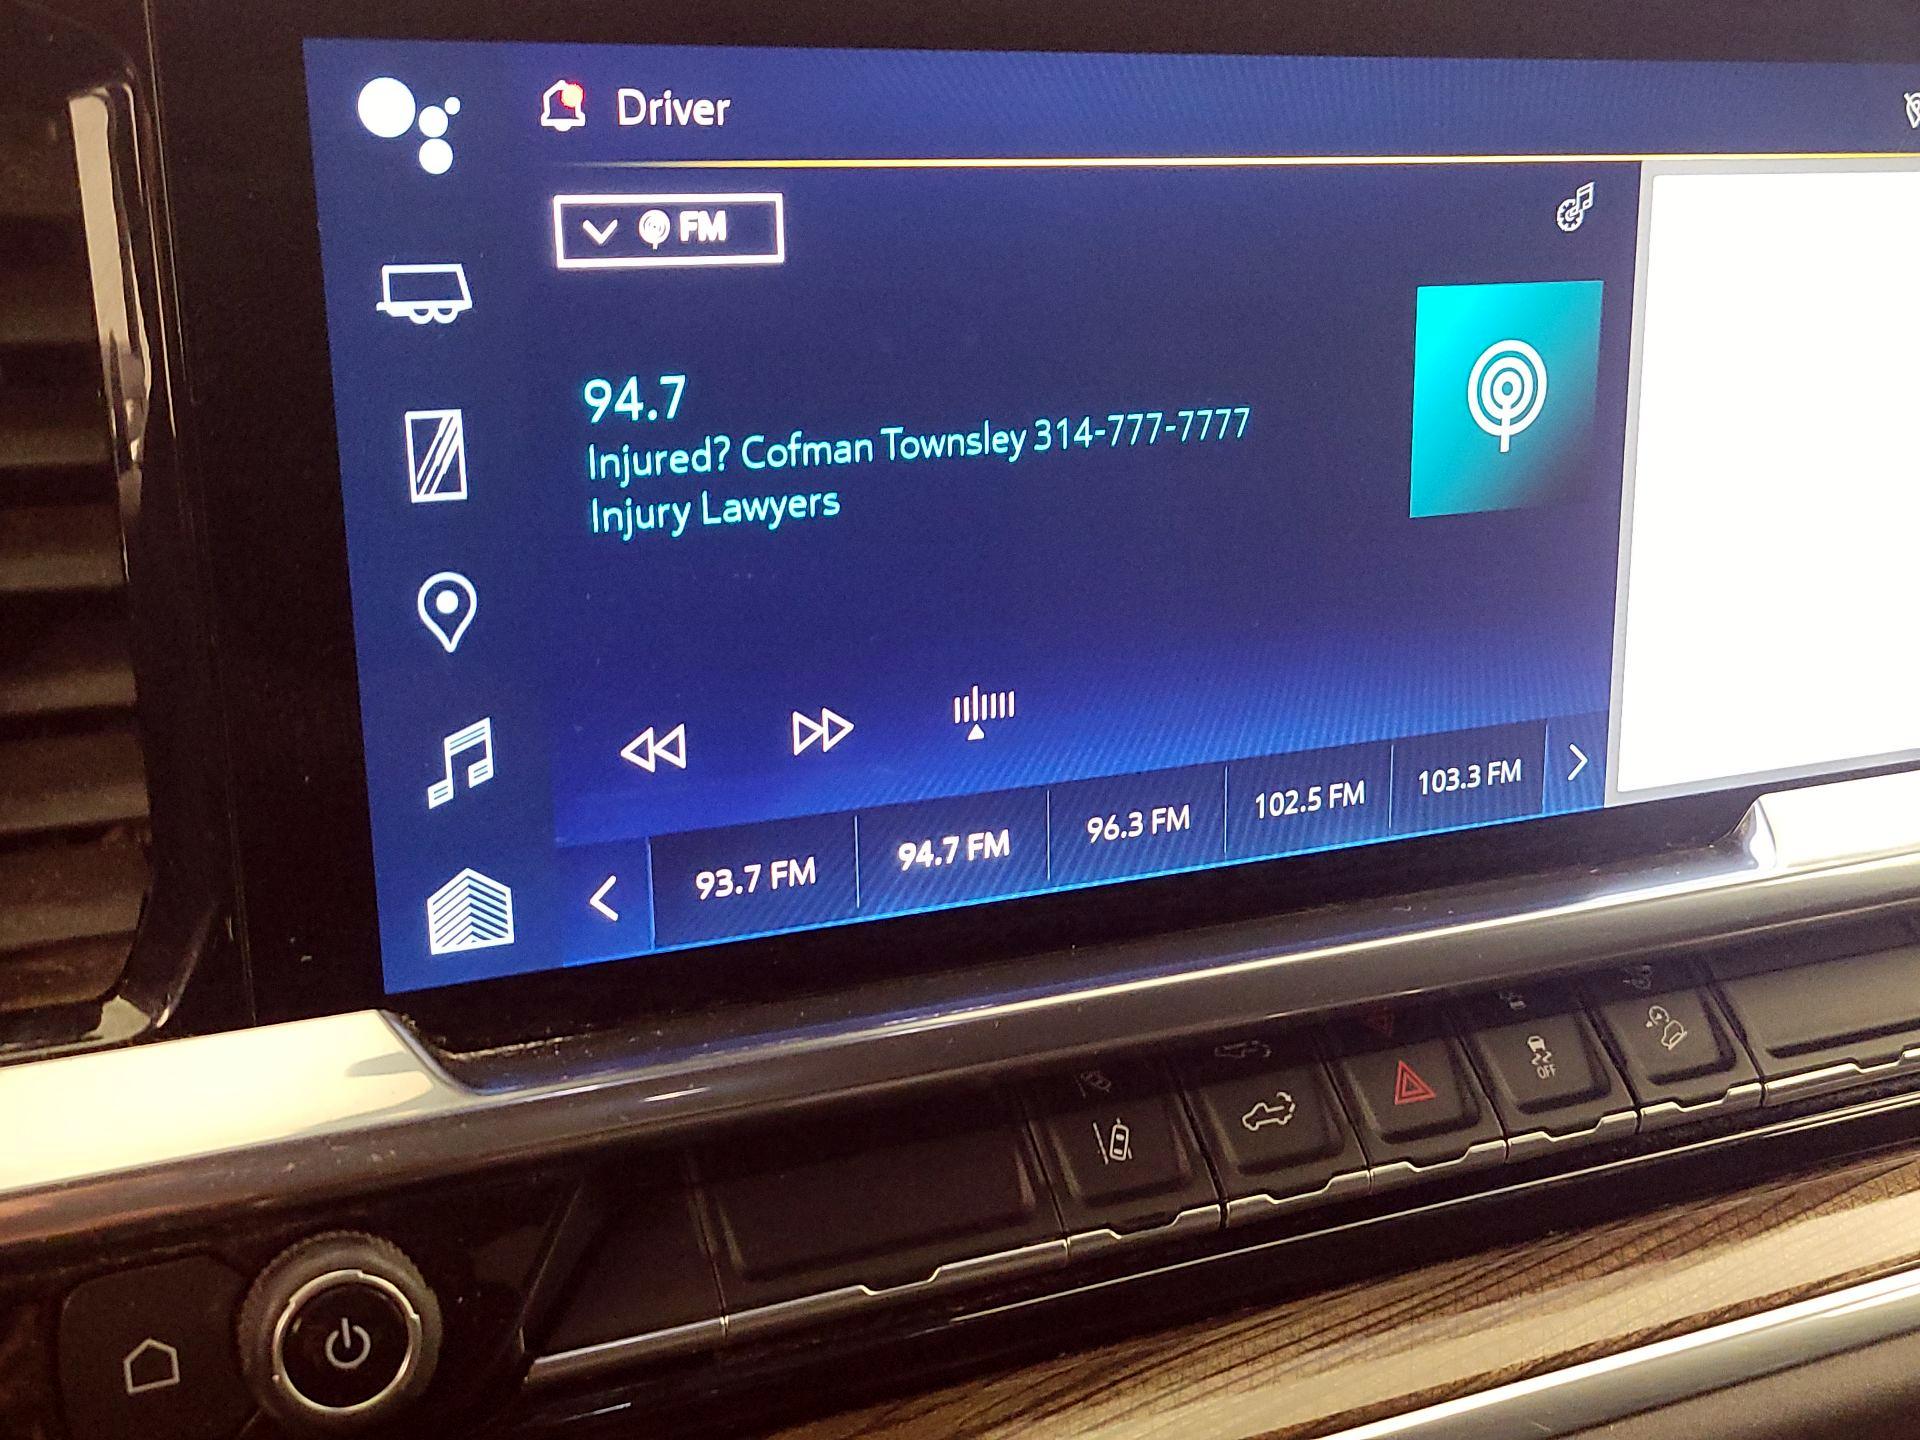 Driver
FM
94.7
Injured? Cofman Townsley 314-777-7777
Injury Lawyers
93.7 FM
94.7 FM
96.3 FM
102.5 FM
103.3 FM
OFF